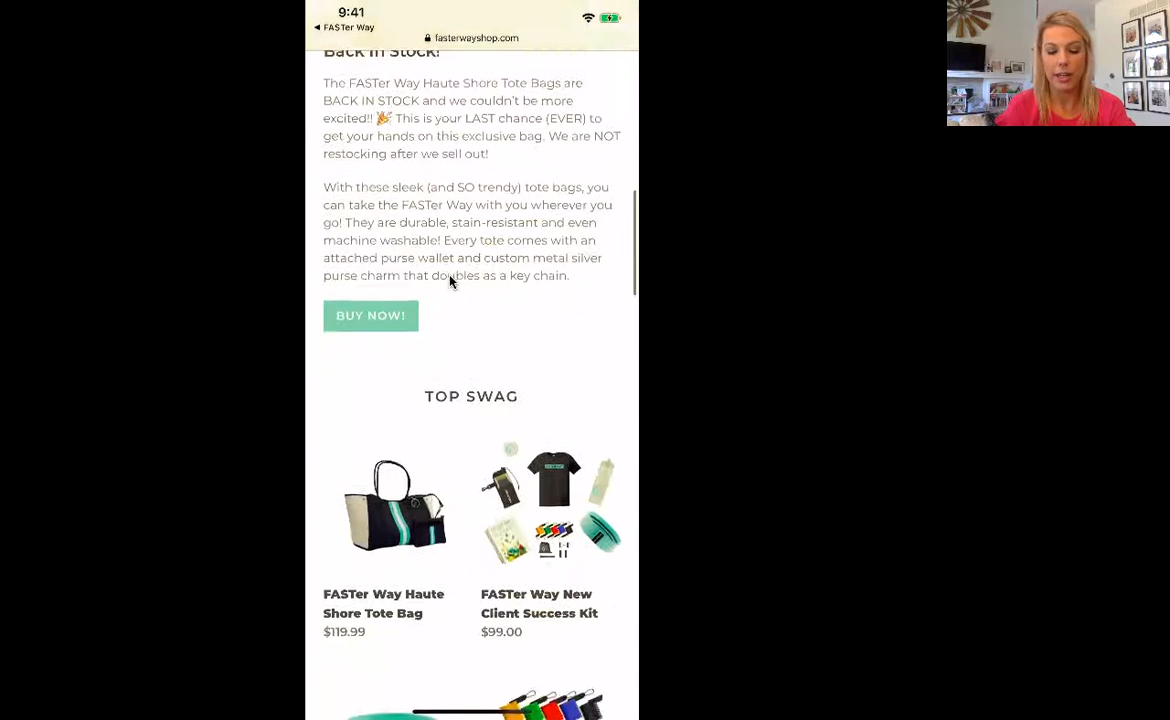 9:41
◀ FASTer Way
fasterwayshop.com
Back In Stock!
The FASTer Way Haute Shore Tote Bags are
BACK IN STOCK and we couldn't be more
excited!! 🎉 This is your LAST chance (EVER) to
get your hands on this exclusive bag. We are NOT
restocking after we sell out!
With these sleek (and SO trendy) tote bags, you
can take the FASTer Way with you wherever you
go! They are durable, stain-resistant and even
machine washable! Every tote comes with an
attached purse wallet and custom metal silver
purse charm that doubles as a key chain.
BUY NOW!
TOP SWAG
FASTer Way Haute
Shore Tote Bag
$119.99
FASTer Way New
Client Success Kit
$99.00